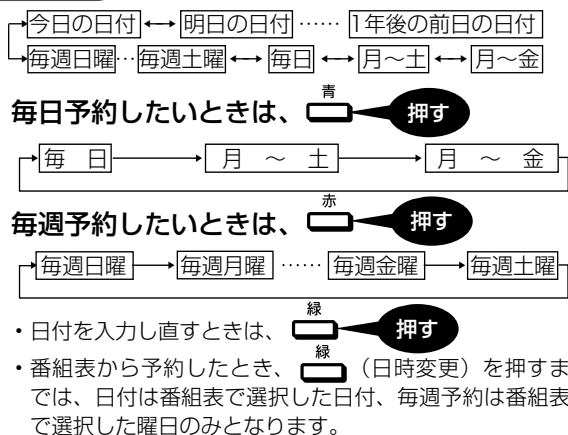 今日の日付 明日の日付 …… 1年後の前日の日付
毎週日曜…毎週土曜 毎日 月〜土 月〜金
青
毎日予約したいときは、 押す
毎 日 月 〜 土 月 〜 金
赤
毎週予約したいときは、 押す
毎週日曜 毎週月曜 …… 毎週金曜 毎週土曜
緑
・日付を入力し直すときは、 押す
緑
・番組表から予約したとき、 （日時変更）を押すま
では、日付は番組表で選択した日付、毎週予約は番組表
で選択した曜日のみとなります。